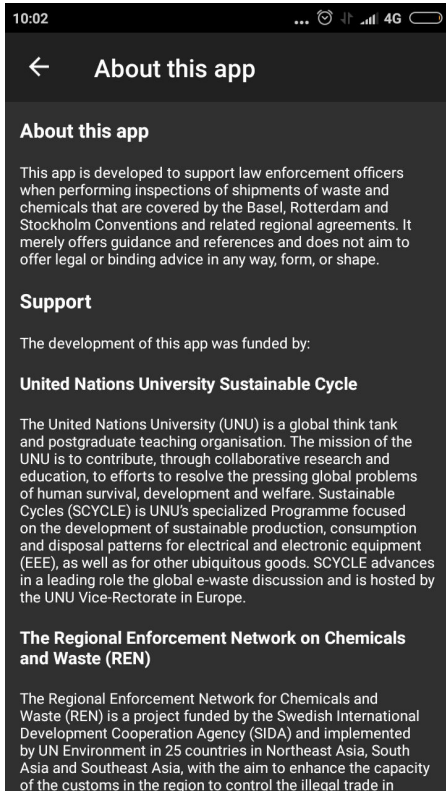 10:02
... 4G
About this app
About this app
This app is developed to support law enforcement officers
when performing inspections of shipments of waste and
chemicals that are covered by the Basel, Rotterdam and
Stockholm Conventions and related regional agreements. It
merely offers guidance and references and does not aim to
offer legal or binding advice in any way, form, or shape.
Support
The development of this app was funded by:
United Nations University Sustainable Cycle
The United Nations University (UNU) is a global think tank
and postgraduate teaching organisation. The mission of the
UNU is to contribute, through collaborative research and
education, to efforts to resolve the pressing global problems
of human survival, development and welfare. Sustainable
Cycles (SCYCLE) is UNU's specialized Programme focused
on the development of sustainable production, consumption
and disposal patterns for electrical and electronic equipment
(EEE), as well as for other ubiquitous goods. SCYCLE advances
in a leading role the global e-waste discussion and is hosted by
the UNU Vice-Rectorate in Europe.
The Regional Enforcement Network on Chemicals
and Waste (REN)
The Regional Enforcement Network for Chemicals and
Waste (REN) is a project funded by the Swedish International
Development Cooperation Agency (SIDA) and implemented
by UN Environment in 25 countries in Northeast Asia, South
Asia and Southeast Asia, with the aim to enhance the capacity
of the customs in the region to control the illegal trade in